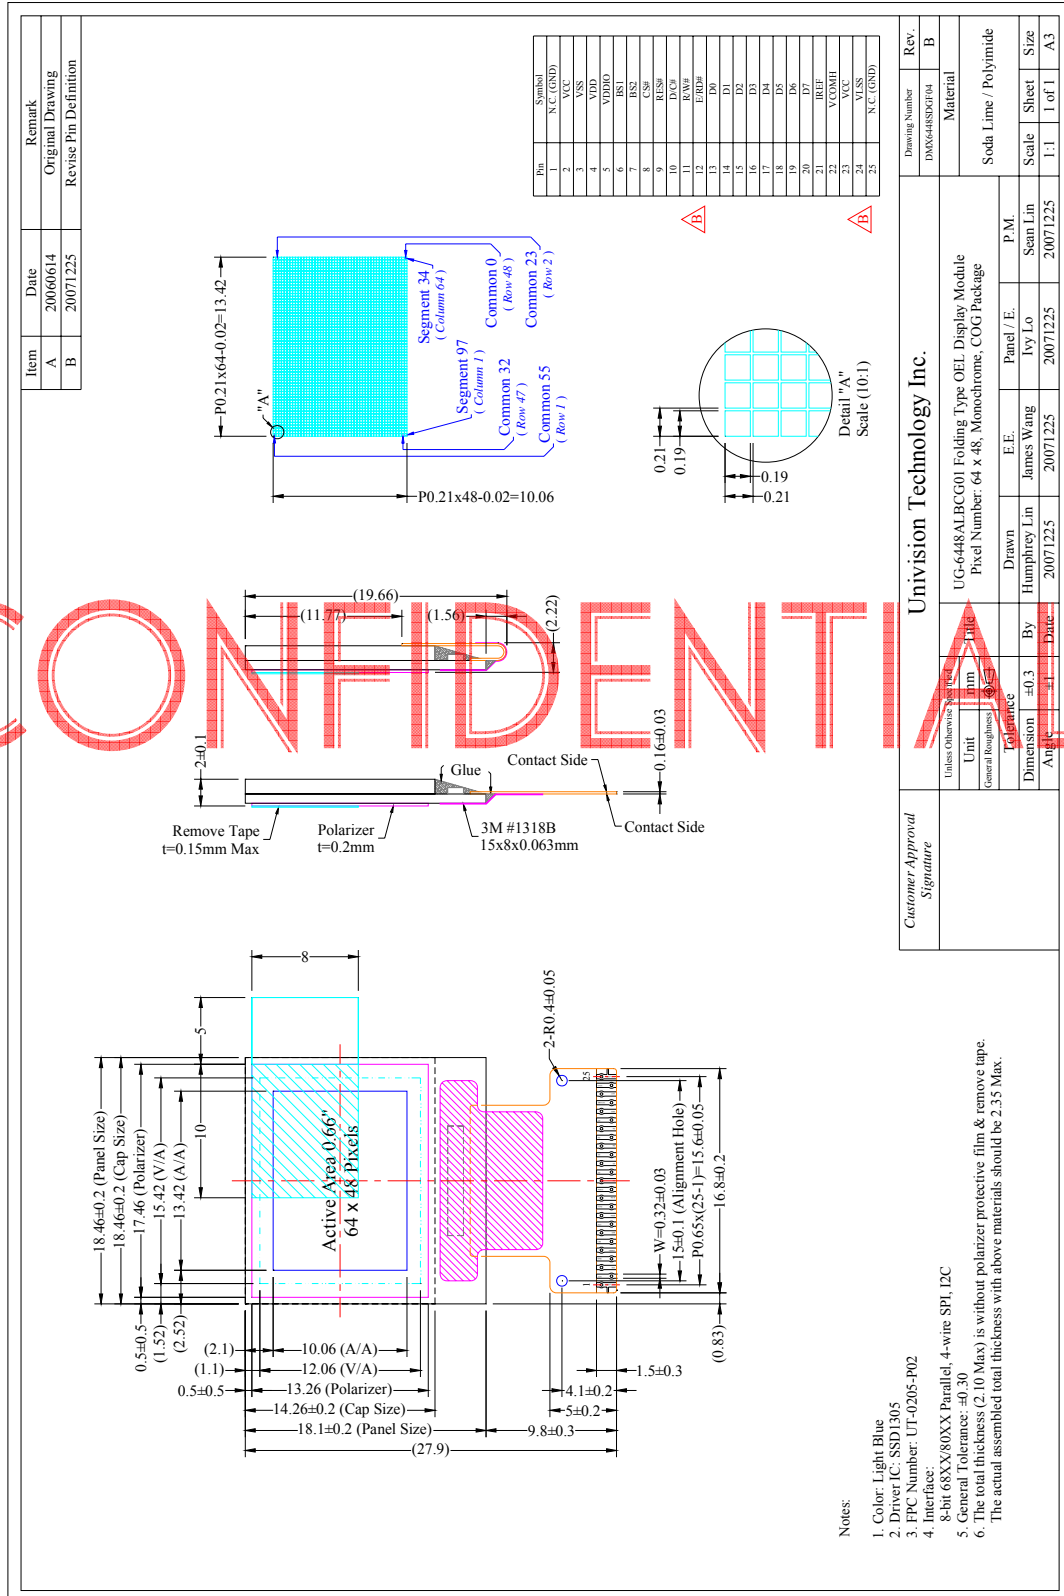 Item Date Remark
A 20060614 Original Drawing
B 20071225 Revise Pin Definition
18.46±0.2 (Panel Size)
18.46±0.2 (Cap Size)
17.46 (Polarizer)
15.42 (V/A)
13.42 (A/A)
0.5±0.5
(1.52)
(2.52)
10
5
8
(2.1)
10.06 (A/A)
(1.1)
12.06 (V/A)
0.5±0.5
13.26 (Polarizer)
14.26±0.2 (Cap Size)
18.1±0.2 (Panel Size)
9.8±0.3
(27.9)
Active Area 0.66"
64 x 48 Pixels
2-R0.4±0.05
25
W=0.32±0.03
15±0.1 (Alignment Hole)
P0.65x(25-1)=15.6±0.05
16.8±0.2
(0.83)
1.5±0.3
4.1±0.2
5±0.2
2±0.1
Remove Tape
t=0.15mm Max
Polarizer
t=0.2mm
Glue
3M #1318B
15x8x0.063mm
Contact Side
Contact Side
0.16±0.03
(19.66)
(11.77)
(1.56)
(2.22)
P0.21x64-0.02=13.42
"A"
P0.21x48-0.02=10.06
Segment 34
( Column 64 )
Common 0
( Row 48 )
Common 23
( Row 2 )
Segment 97
( Column 1 )
Common 32
( Row 47 )
Common 55
( Row 1 )
0.21
0.19
0.19
0.21
Detail "A"
Scale (10:1)
Pin Symbol
1 N.C. (GND)
2 VCC
3 VSS
4 VDD
5 VDDIO
6 BS1
7 BS2
8 CS#
9 RES#
10 D/C#
11 R/W#
12 E/RD#
13 D0
14 D1
15 D2
16 D3
17 D4
18 D5
19 D6
20 D7
21 IREF
22 VCOMH
23 VCC
24 VLSS
25 N.C. (GND)
B
B
CONFIDENTIAL
Notes:
1. Color: Light Blue
2. Driver IC: SSD1305
3. FPC Number: UT-0205-P02
4. Interface:
8-bit 68XX/80XX Parallel, 4-wire SPI, I2C
5. General Tolerance: ±0.30
6. The total thickness (2.10 Max) is without polarizer protective film & remove tape.
The actual assembled total thickness with above materials should be 2.35 Max.
Customer Approval
Signature
Univision Technology Inc.
Drawing Number Rev.
DMX6448SDGF04 B
Unless Otherwise Specified
Unit mm
General Roughness
Tolerance
Dimension ±0.3
Angle ±1
Title
UG-6448ALBCG01 Folding Type OEL Display Module
Pixel Number: 64 x 48, Monochrome, COG Package
Material
Soda Lime / Polyimide
By Drawn E.E. Panel / E. P.M.
Humphrey Lin James Wang Ivy Lo Sean Lin
Date 20071225 20071225 20071225 20071225
Scale Sheet Size
1:1 1 of 1 A3